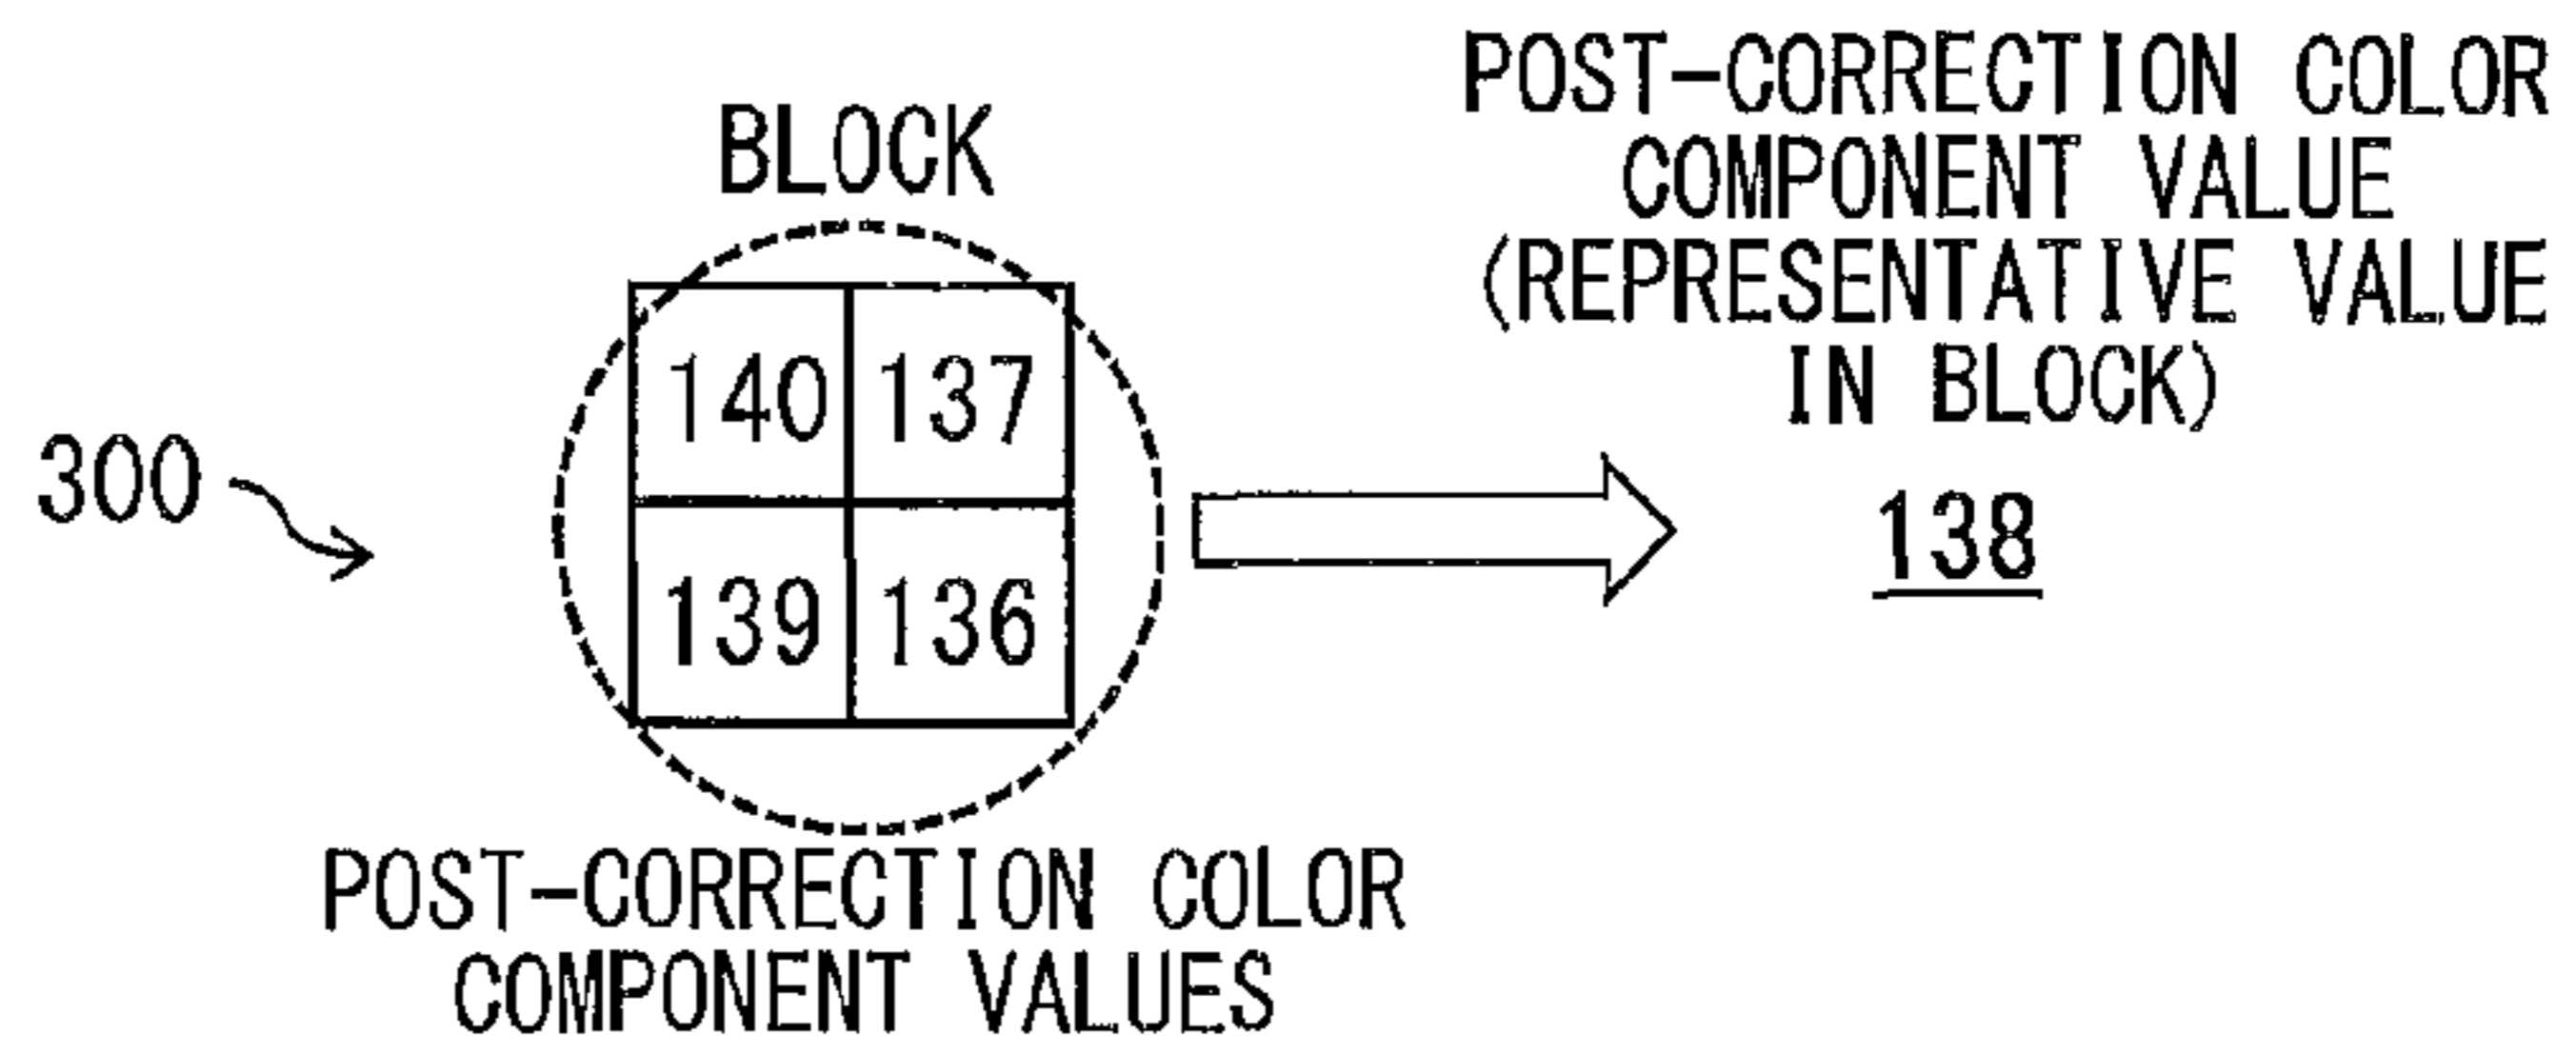 BLOCK
140 137
139 136
300
POST-CORRECTION COLOR
COMPONENT VALUES
POST-CORRECTION COLOR
COMPONENT VALUE
(REPRESENTATIVE VALUE
IN BLOCK)
138